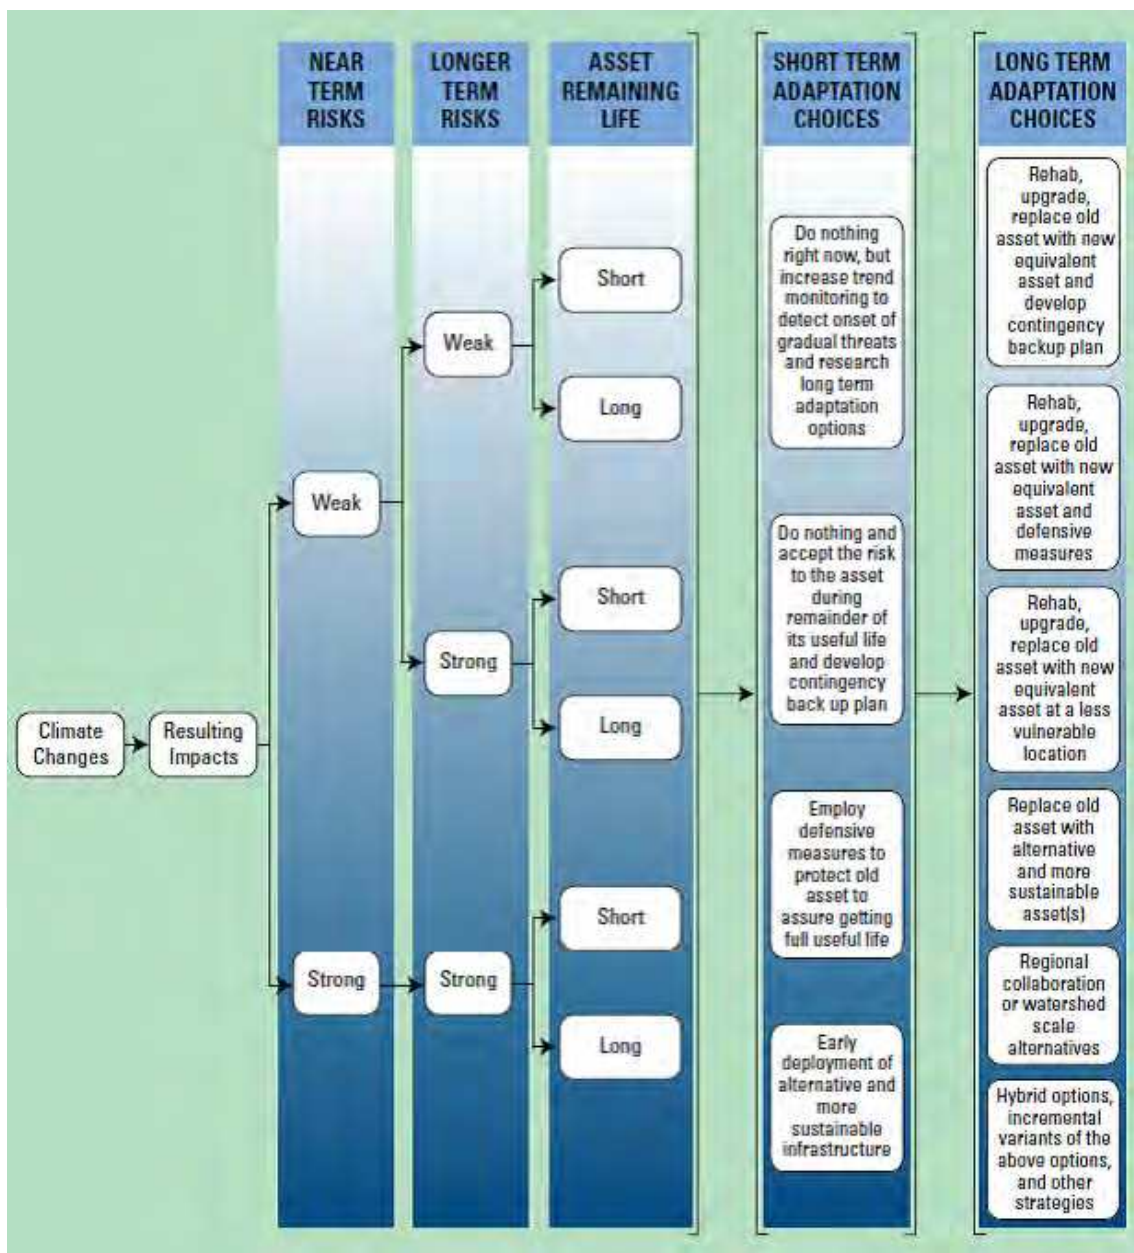 NEAR
TERM
RISKS
LONGER
TERM
RISKS
ASSET
REMAINING
LIFE
SHORT TERM
ADAPTATION
CHOICES
LONG TERM
ADAPTATION
CHOICES
Climate
Changes
Resulting
Impacts
Weak
Strong
Weak
Strong
Strong
Short
Long
Short
Long
Short
Long
Do nothing
right now, but
increase trend
monitoring to
detect onset of
gradual threats
and research
long term
adaptation
options
Do nothing and
accept the risk
to the asset
during
remainder of
its useful life
and develop
contingency
back up plan
Employ
defensive
measures to
protect old
asset to
assure getting
full useful life
Early
deployment of
alternative and
more
sustainable
infrastructure
Rehab,
upgrade,
replace old
asset with new
equivalent
asset and
develop
contingency
backup plan
Rehab,
upgrade,
replace old
asset with new
equivalent
asset and
defensive
measures
Rehab,
upgrade,
replace old
asset with new
equivalent
asset at a less
vulnerable
location
Replace old
asset with
alternative
and more
sustainable
asset(s)
Regional
collaboration
or watershed
scale
alternatives
Hybrid options,
incremental
variants of the
above options,
and other
strategies